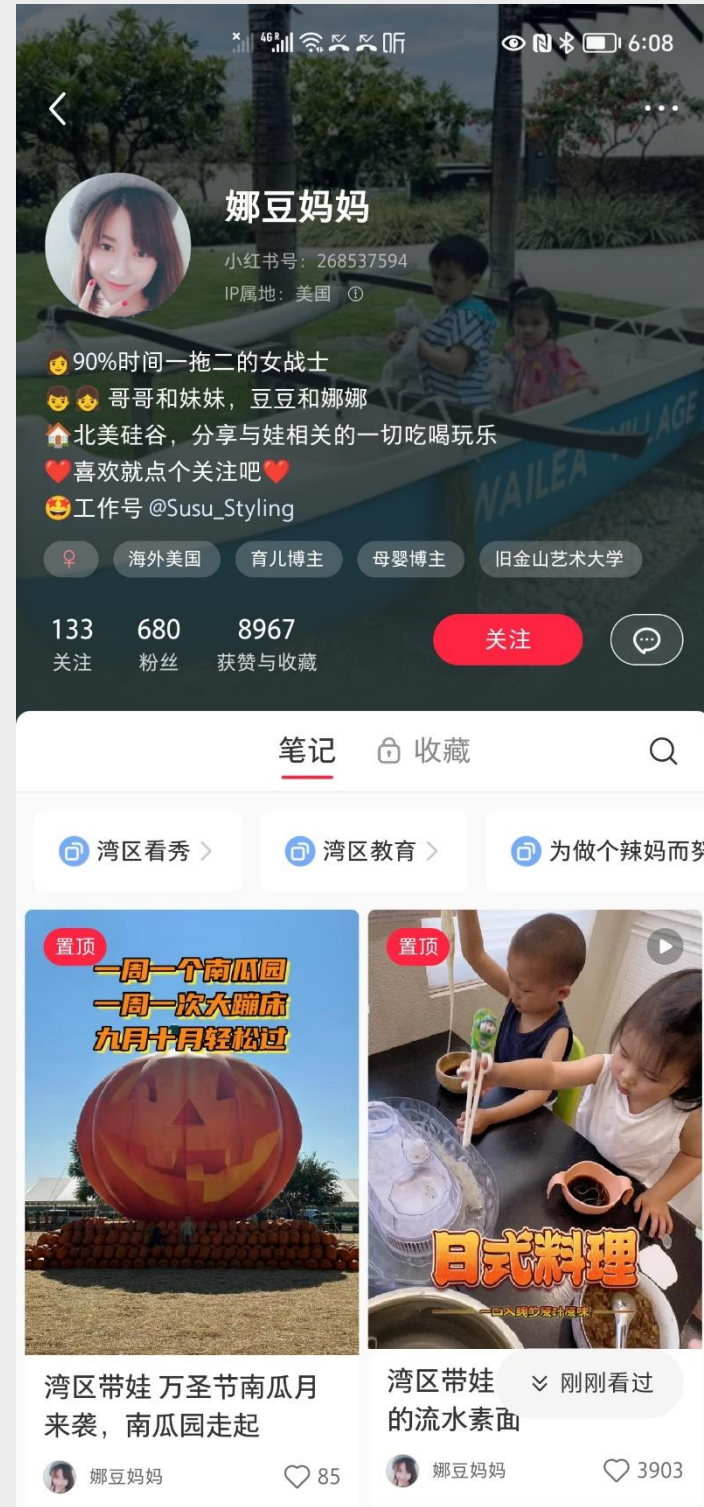 4G R 听 6:08
娜豆妈妈
小红书号：268537594
IP属地：美国
90%时间一拖二的女战士
哥哥和妹妹，豆豆和娜娜
北美硅谷，分享与娃相关的一切吃喝玩乐
喜欢就点个关注吧
工作号 @Susu_Styling
海外美国 育儿博主 母婴博主 旧金山艺术大学
WAILEA VILLAGE
133 680 8967
关注 粉丝 获赞与收藏
关注
笔记 收藏
湾区看秀 湾区教育 为做个辣妈而
置顶
一周一个南瓜园
一周一次大蹦床
九月十月轻松过
湾区带娃 万圣节南瓜月
来袭，南瓜园走起
娜豆妈妈 85
置顶
日式料理
湾区带娃
的流水素面
刚刚看过
娜豆妈妈 3903